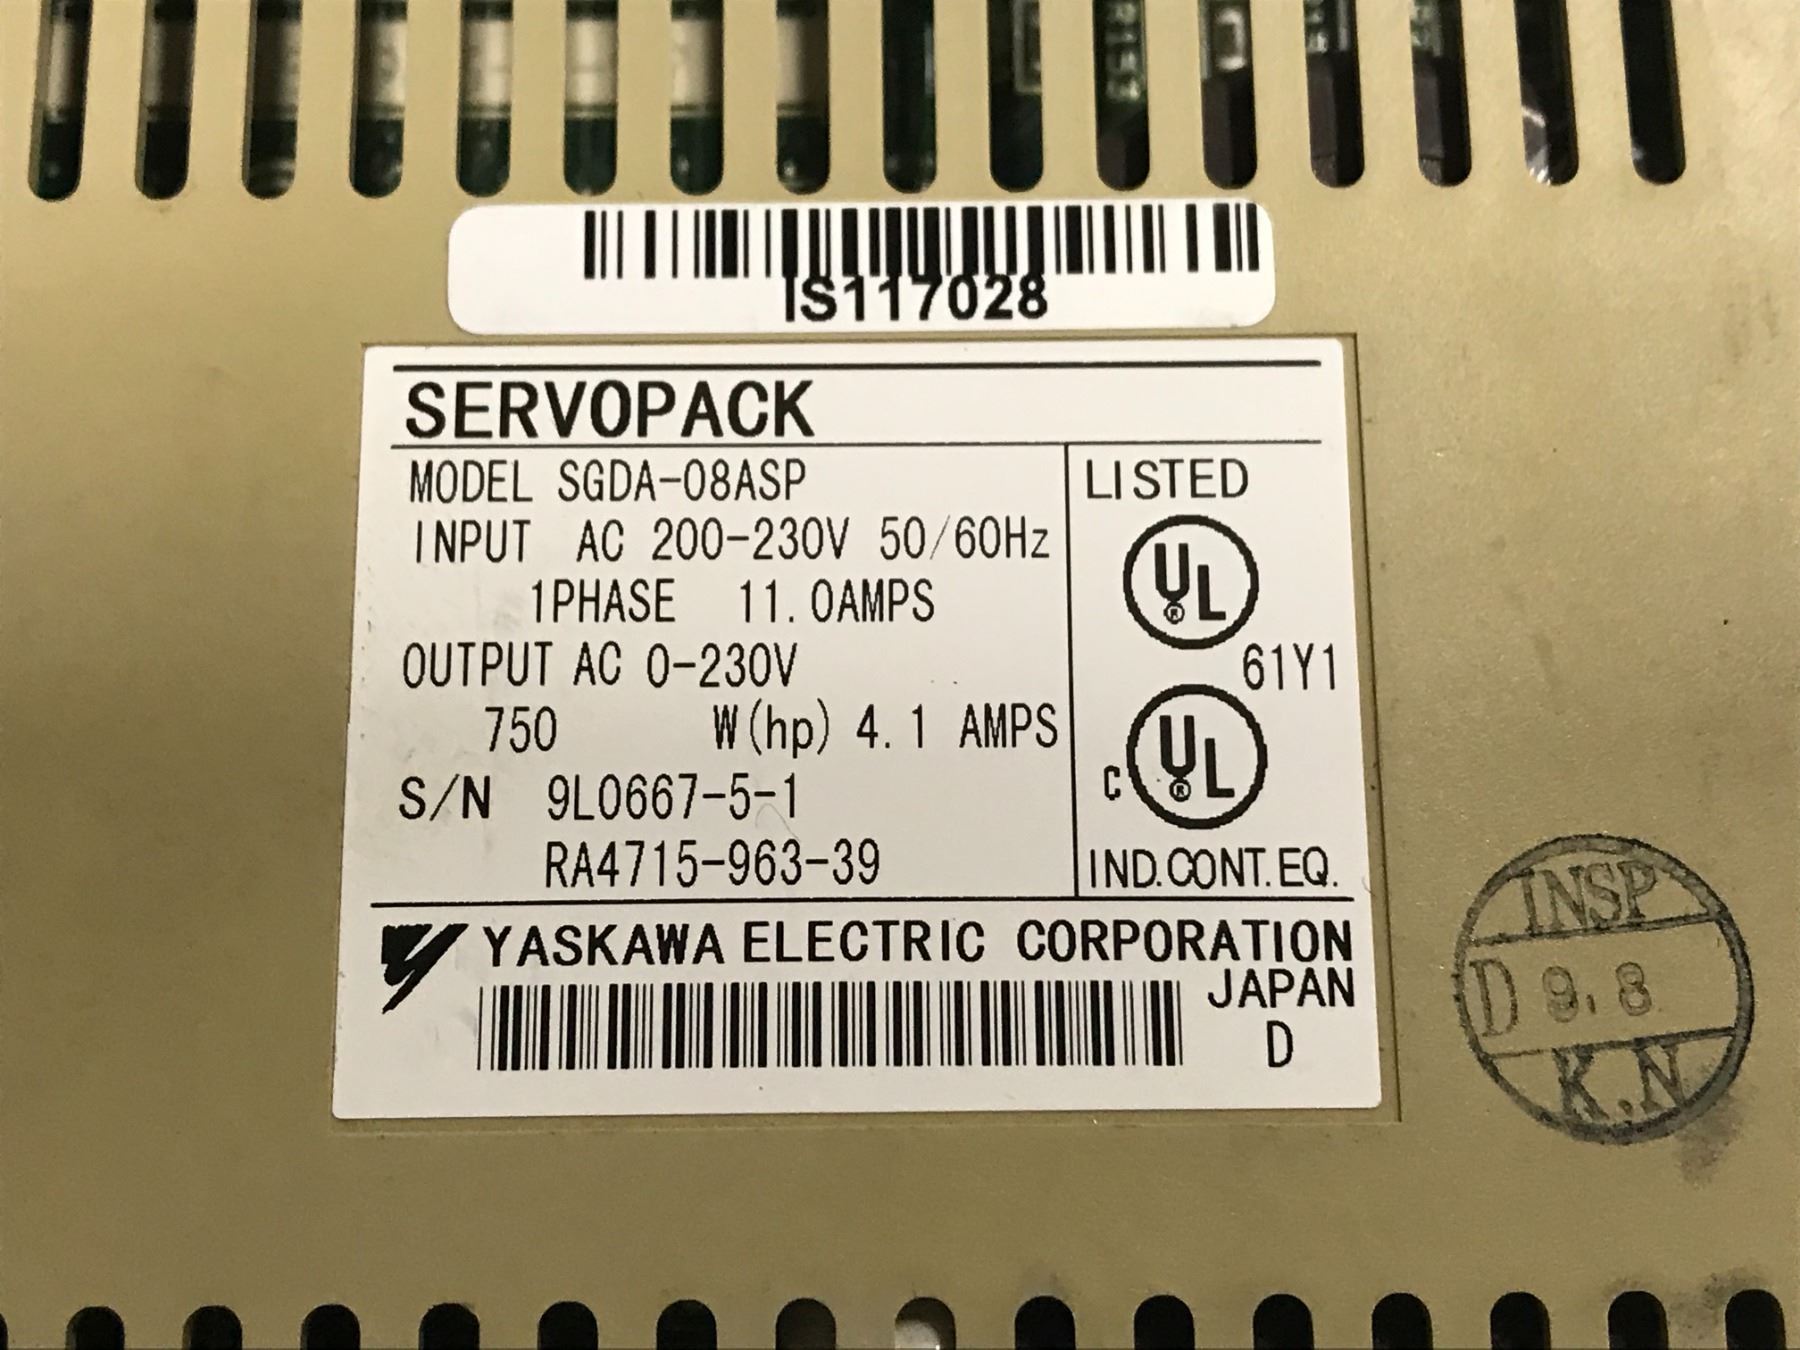 IS117028
SERVOPACK
MODEL SGDA-08ASP
INPUT AC 200-230V 50/60Hz
1PHASE 11.0AMPS
OUTPUT AC 0-230V
750 W(hp) 4.1 AMPS
S/N 9L0667-5-1
RA4715-963-39
LISTED
UL
®
61Y1
C UL
®
IND.CONT.EQ.
YASKAWA ELECTRIC CORPORATION
JAPAN
D
INSP
D 9.8
K.N